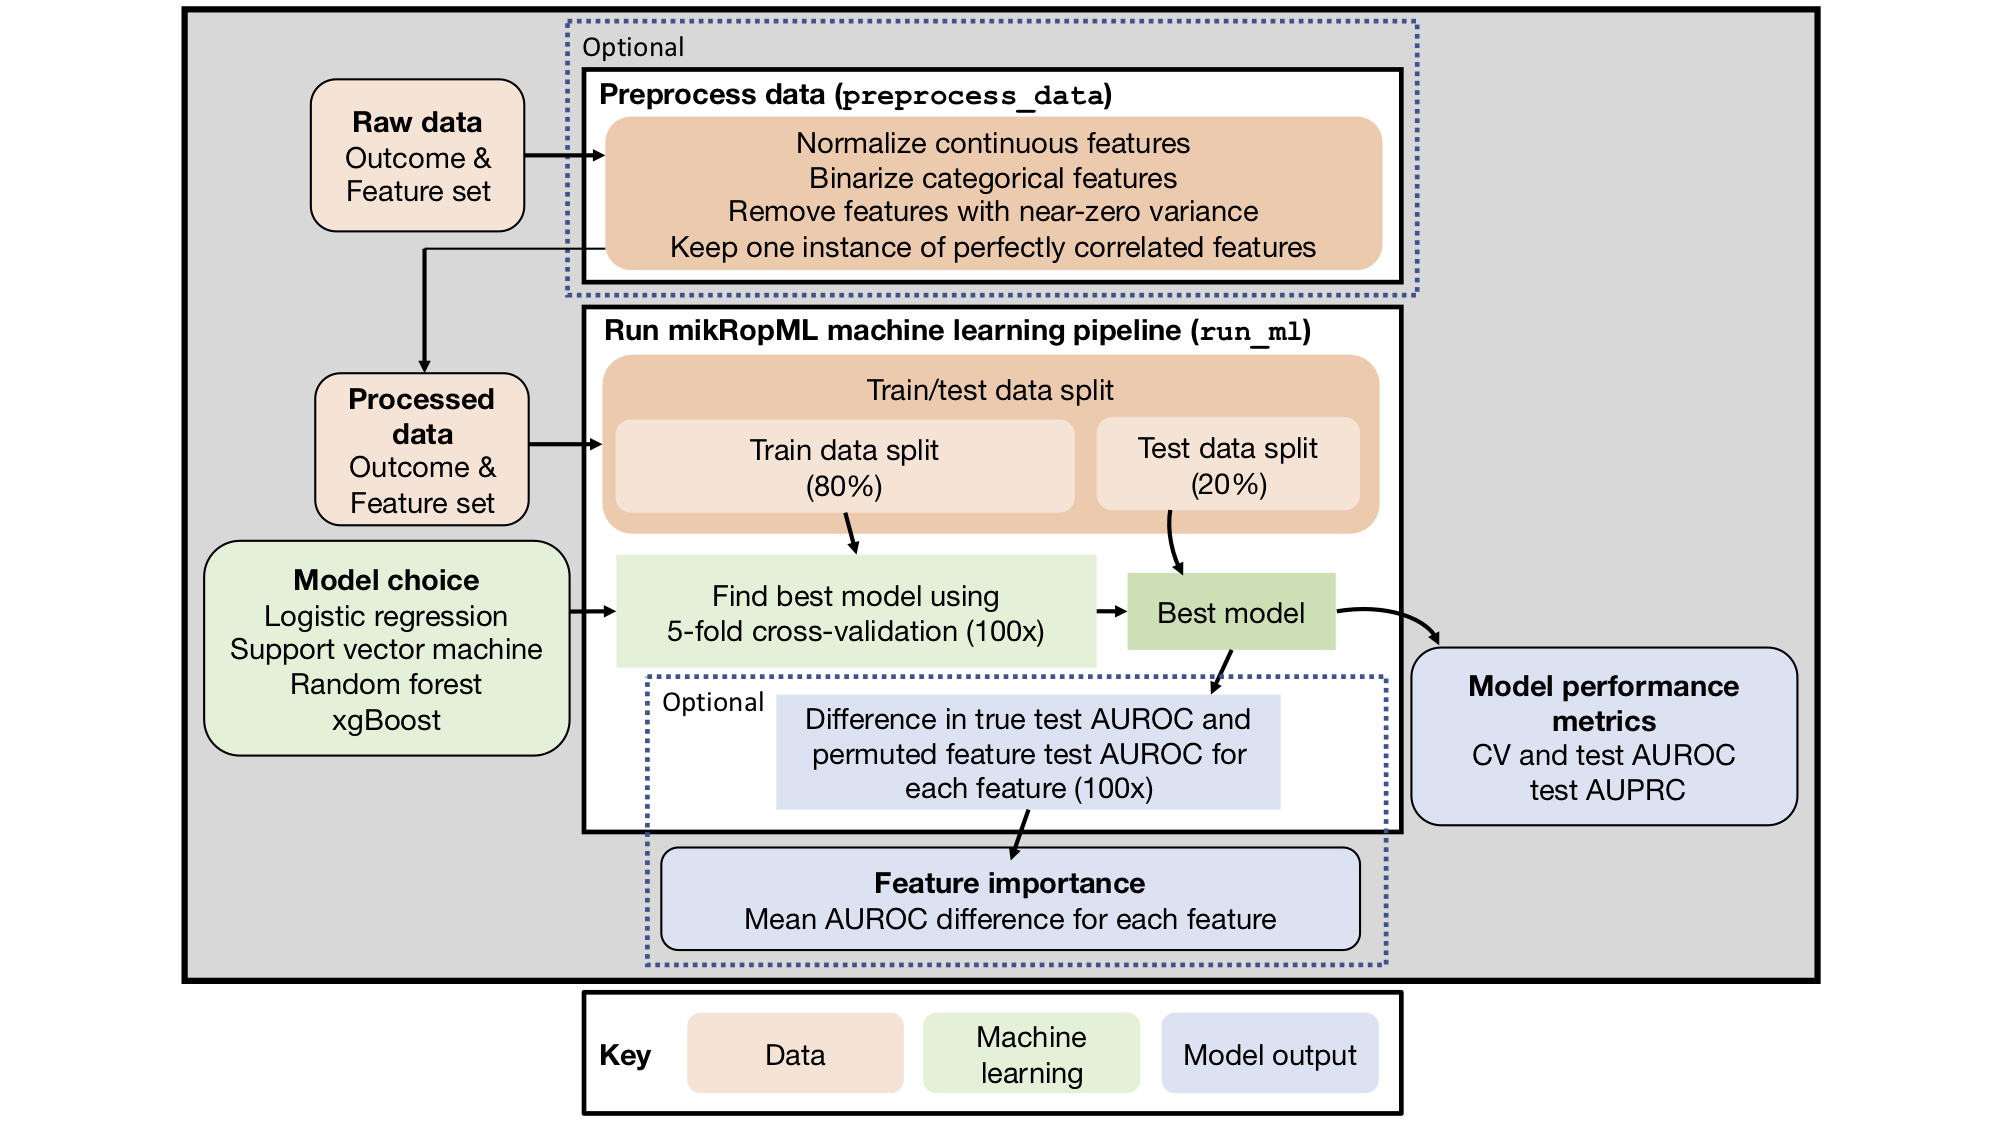 Optional
Preprocess data (preprocess_data)
Raw data
Outcome &
Feature set
Normalize continuous features
Binarize categorical features
Remove features with near-zero variance
Keep one instance of perfectly correlated features
Run mikRopML machine learning pipeline (run_ml)
Processed
data
Outcome &
Feature set
Train/test data split
Train data split
(80%)
Test data split
(20%)
Model choice
Logistic regression
Support vector machine
Random forest
xgBoost
Find best model using
5-fold cross-validation (100x)
Best model
Optional
Difference in true test AUROC and
permuted feature test AUROC for
each feature (100x)
Model performance
metrics
CV and test AUROC
test AUPRC
Feature importance
Mean AUROC difference for each feature
Key
Data
Machine
learning
Model output